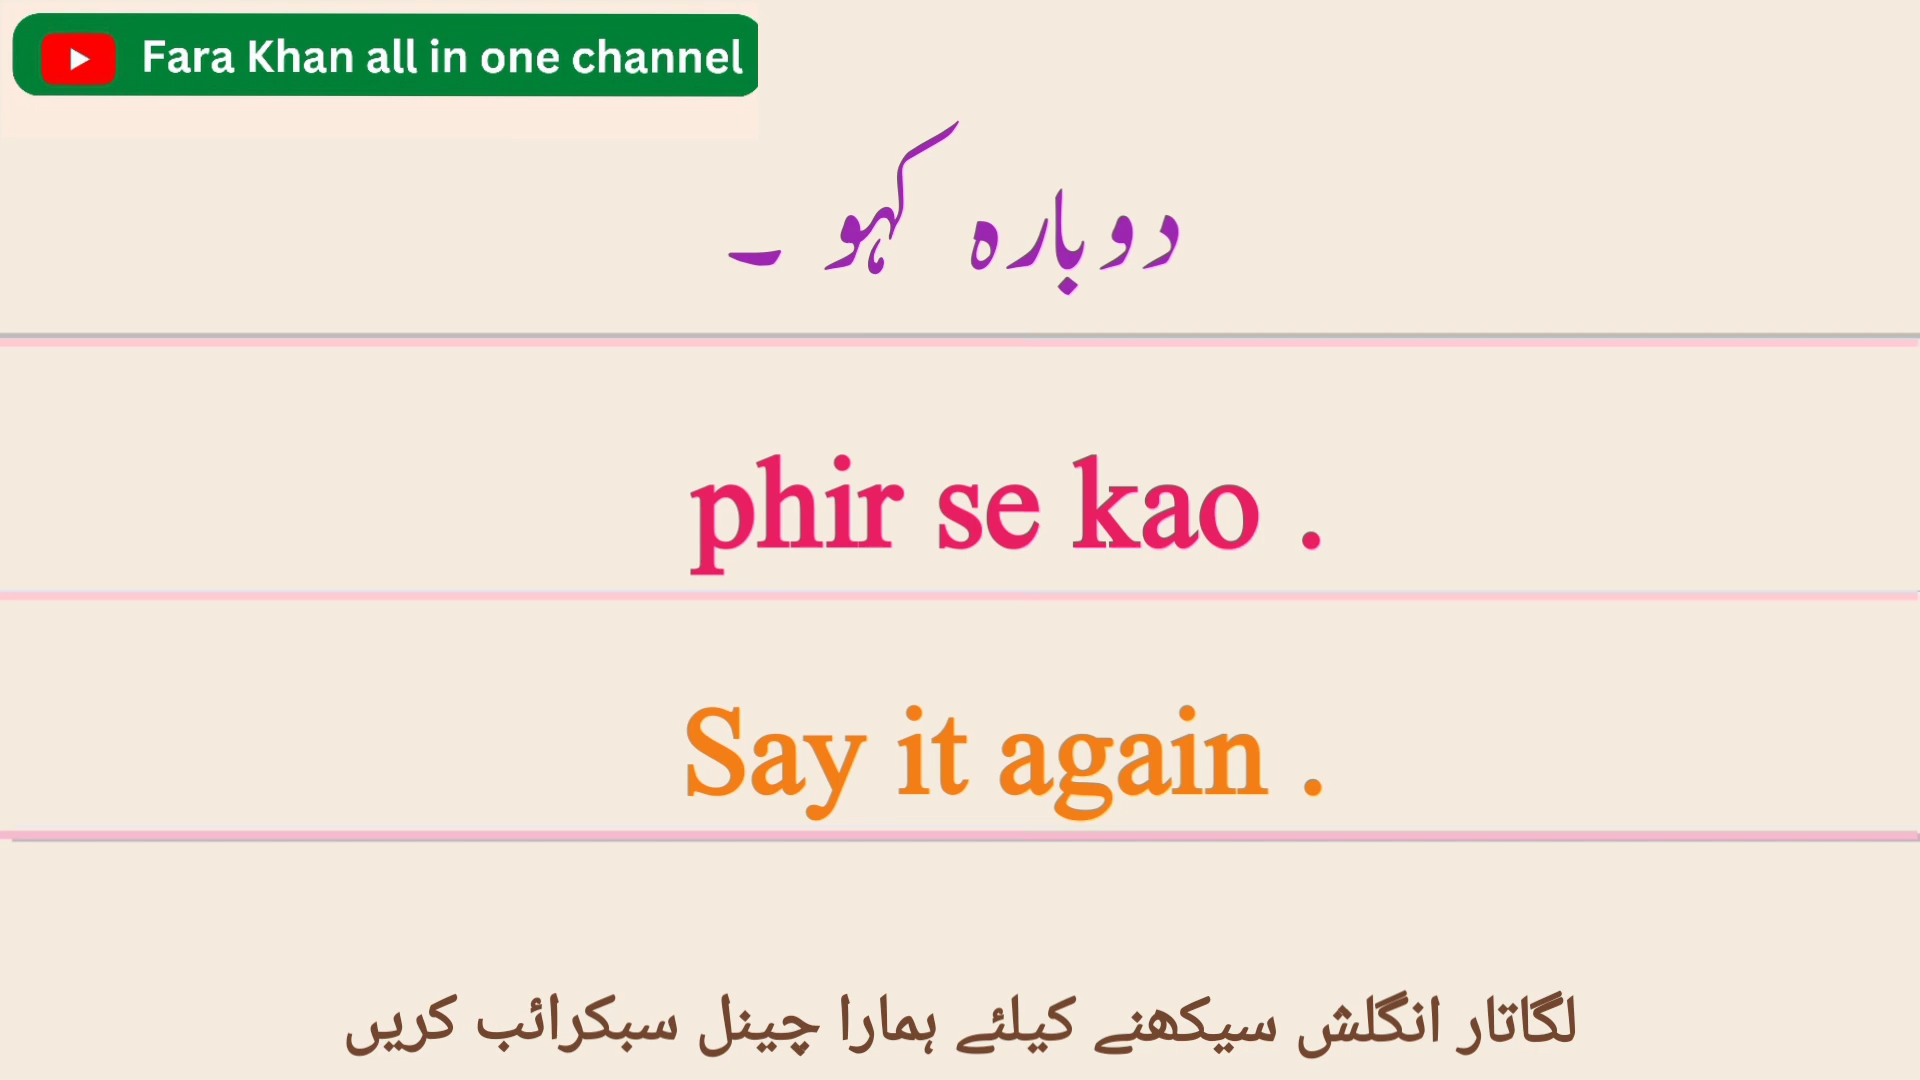 Fara Khan all in one channel
دوبارہ کہو ۔
phir se kao .
Say it again .
لگاتار انگلش سیکھنے کیلئے ہمارا چینل سبکرائب کریں